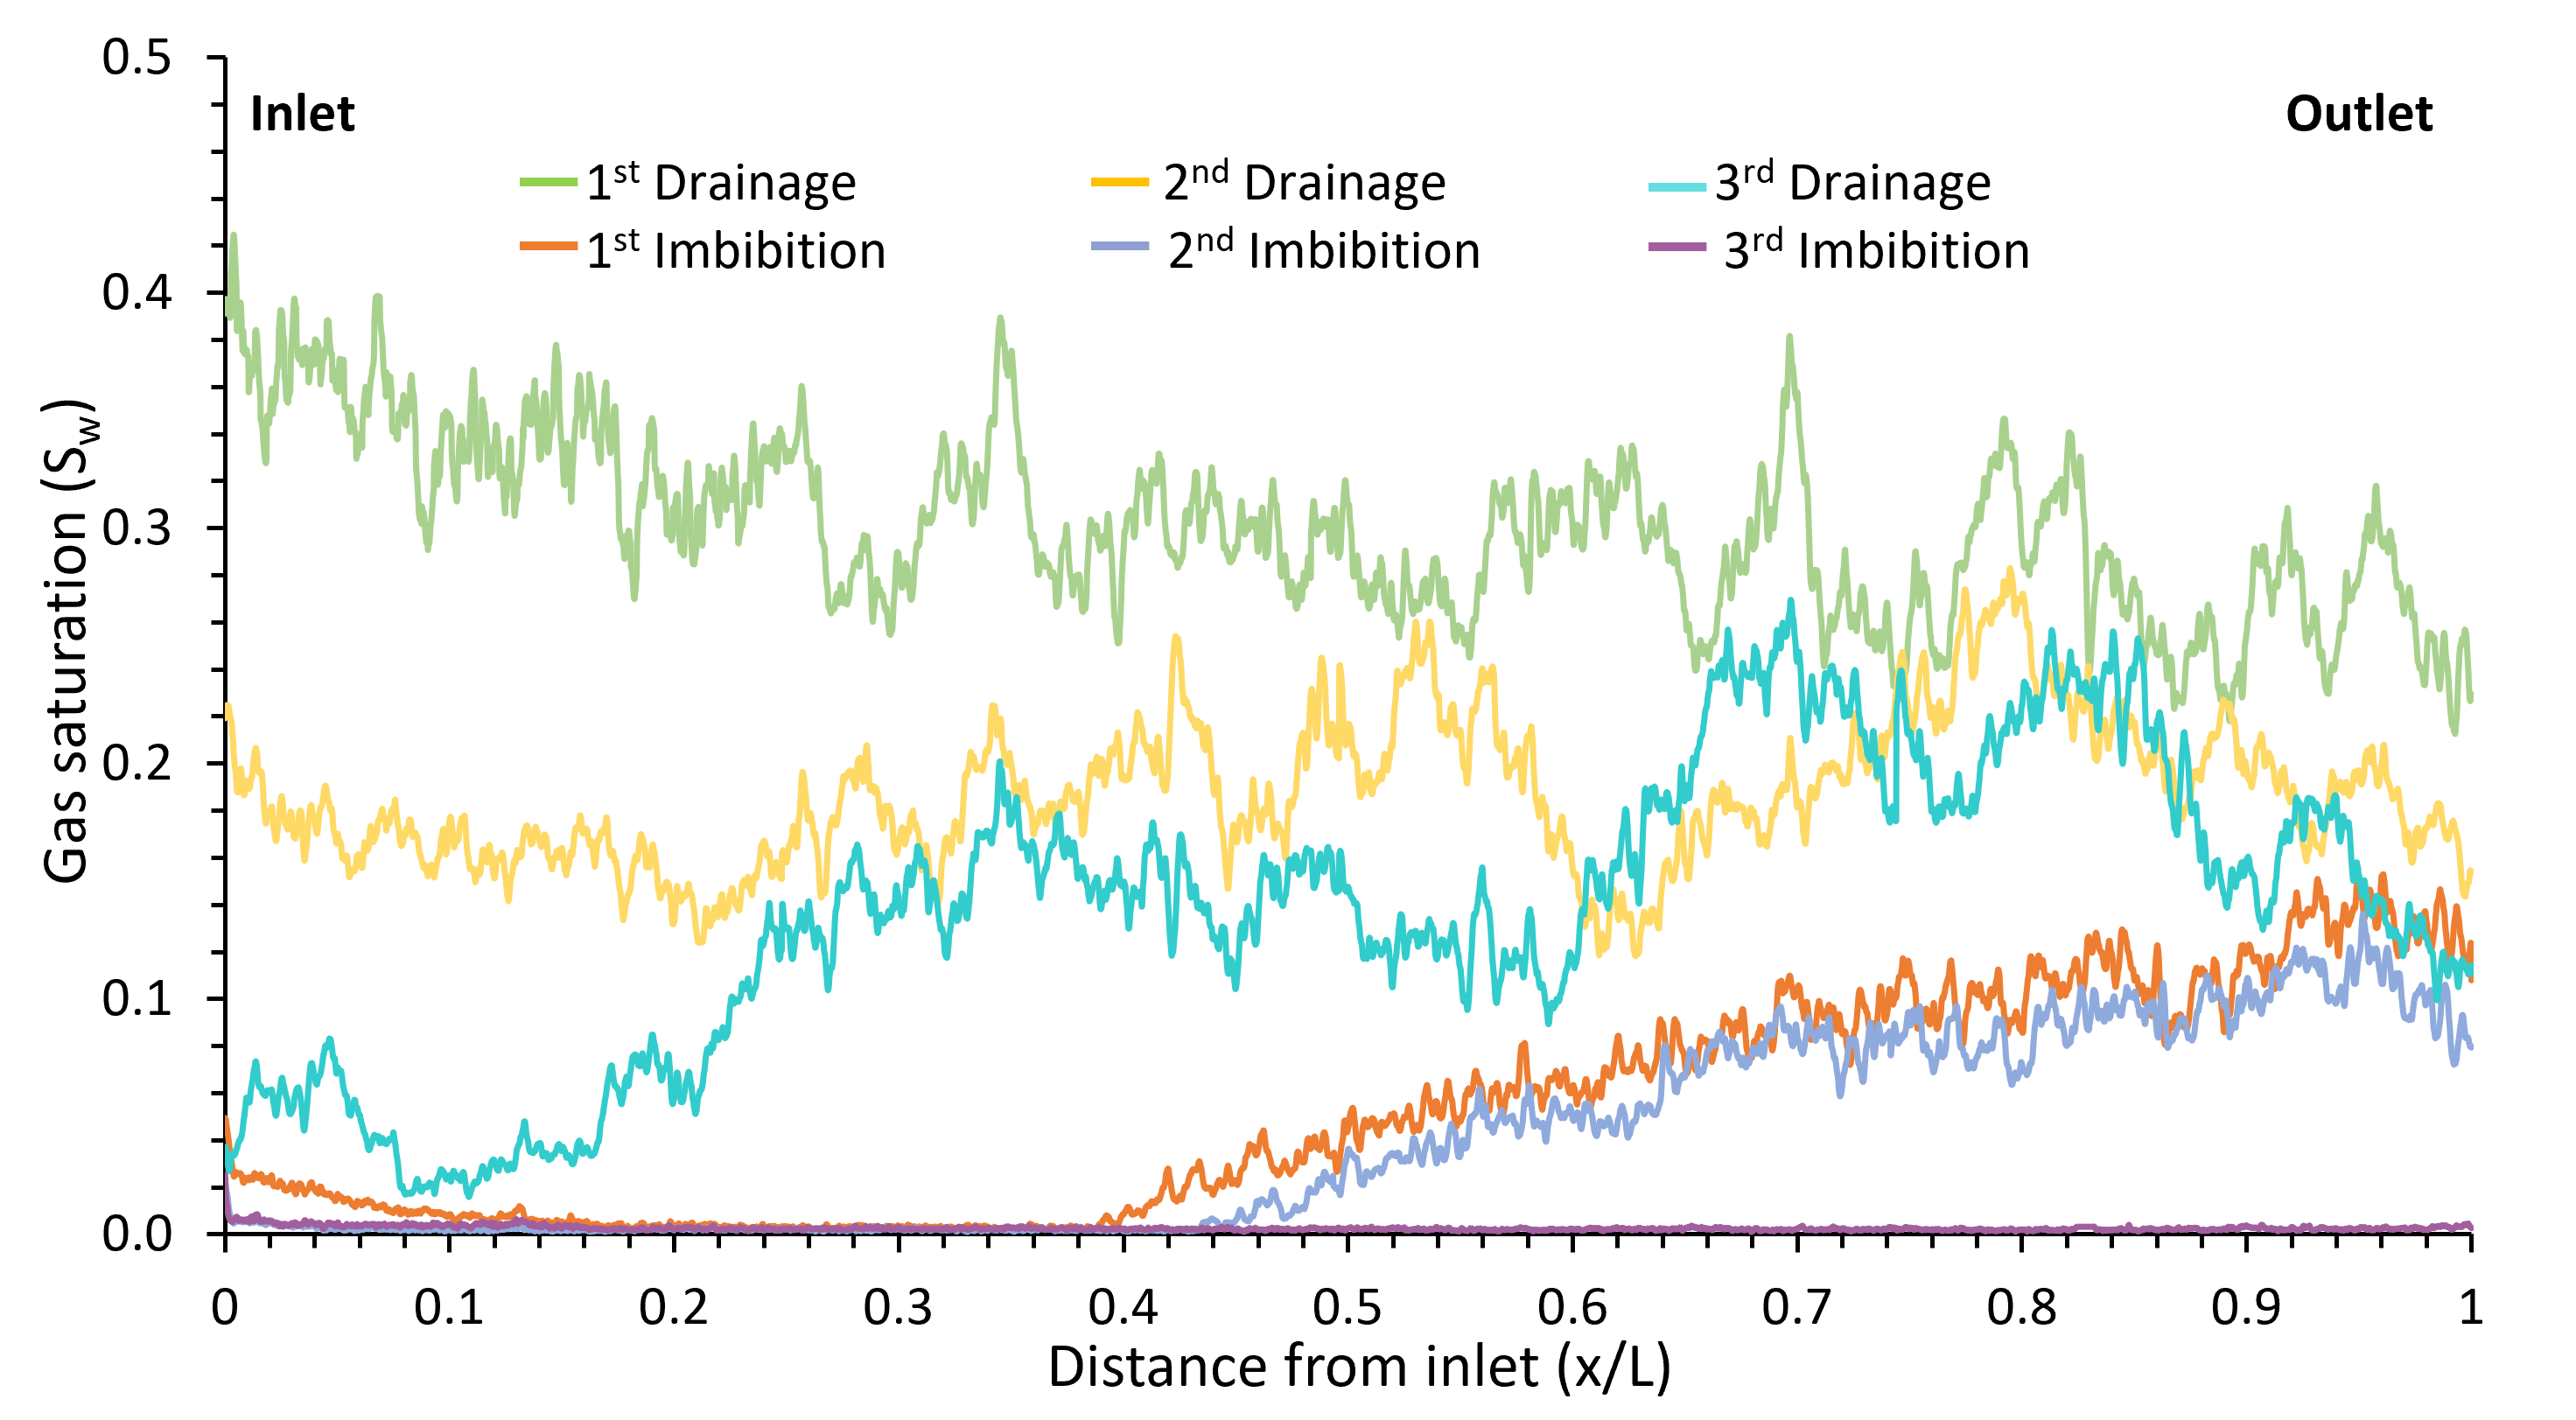 0.5
Inlet Outlet
1st Drainage 2nd Drainage 3rd Drainage
1st Imbibition 2nd Imbibition 3rd Imbibition
0.4
0.3
0.2
0.1
0.0
Gas saturation (Sw)
0 0.1 0.2 0.3 0.4 0.5 0.6 0.7 0.8 0.9 1
Distance from inlet (x/L)